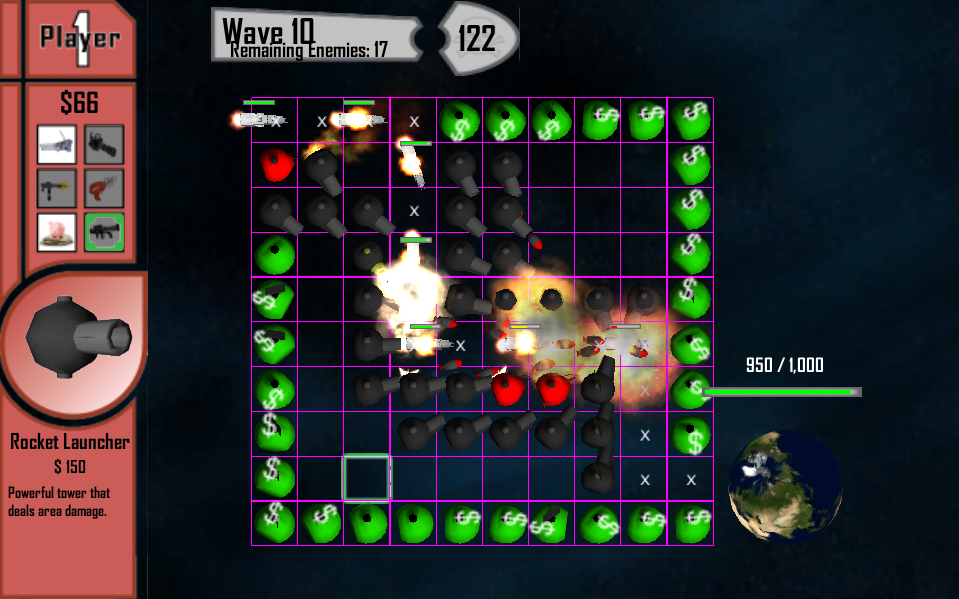 Player
1
Wave 10
Remaining Enemies: 17
122
$66
950 / 1,000
Rocket Launcher
$ 150
Powerful tower that
deals area damage.